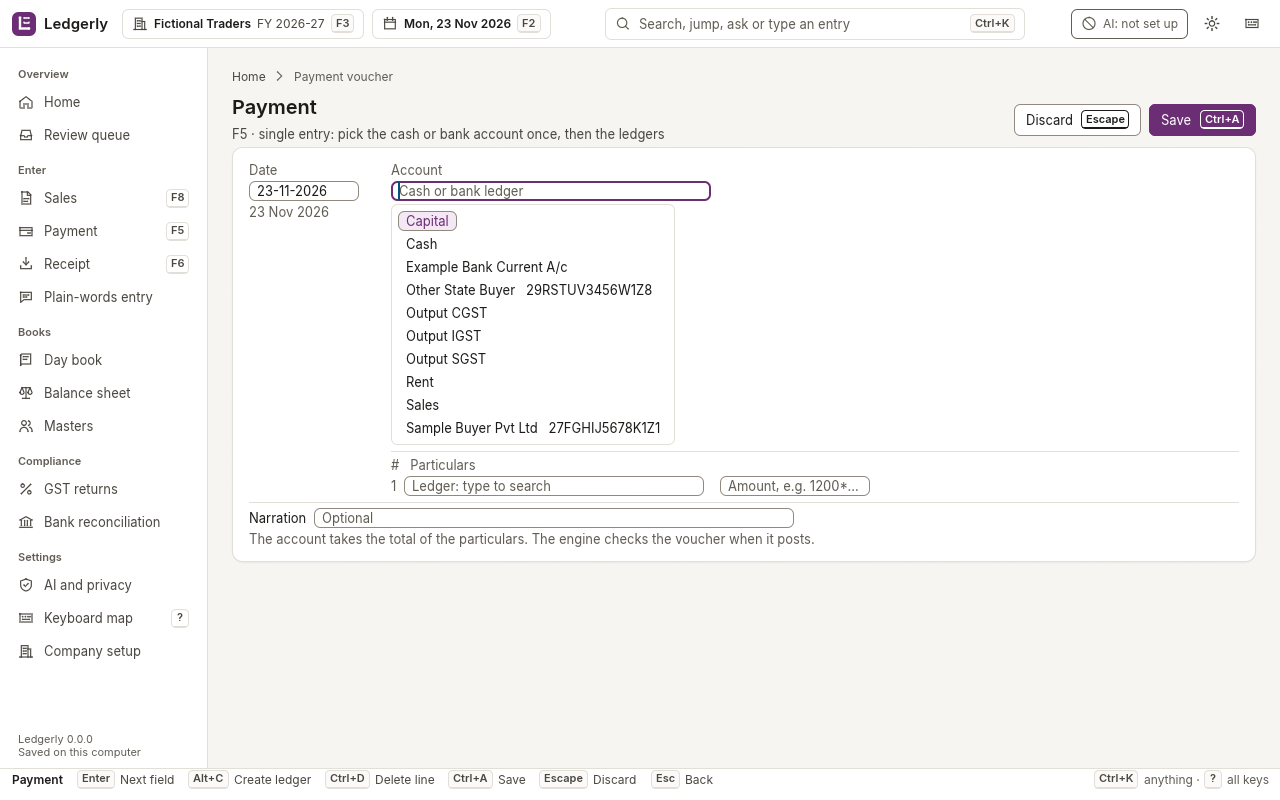 Ledgerly
Fictional Traders FY 2026-27 F3
Mon, 23 Nov 2026 F2
Search, jump, ask or type an entry Ctrl+K
AI: not set up
Overview
Home
Review queue
Enter
Sales F8
Payment F5
Receipt F6
Plain-words entry
Books
Day book
Balance sheet
Masters
Compliance
GST returns
Bank reconciliation
Settings
AI and privacy
Keyboard map ?
Company setup
Ledgerly 0.0.0
Saved on this computer
Home Payment voucher
Payment
F5 · single entry: pick the cash or bank account once, then the ledgers
Discard Escape
Save Ctrl+A
Date
23-11-2026
23 Nov 2026
Account
Cash or bank ledger
Capital
Cash
Example Bank Current A/c
Other State Buyer 29RSTUV3456W1Z8
Output CGST
Output IGST
Output SGST
Rent
Sales
Sample Buyer Pvt Ltd 27FGHIJ5678K1Z1
# Particulars
1 Ledger: type to search Amount, e.g. 1200*...
Narration Optional
The account takes the total of the particulars. The engine checks the voucher when it posts.
Payment Enter Next field Alt+C Create ledger Ctrl+D Delete line Ctrl+A Save Escape Discard Esc Back
Ctrl+K anything · ? all keys